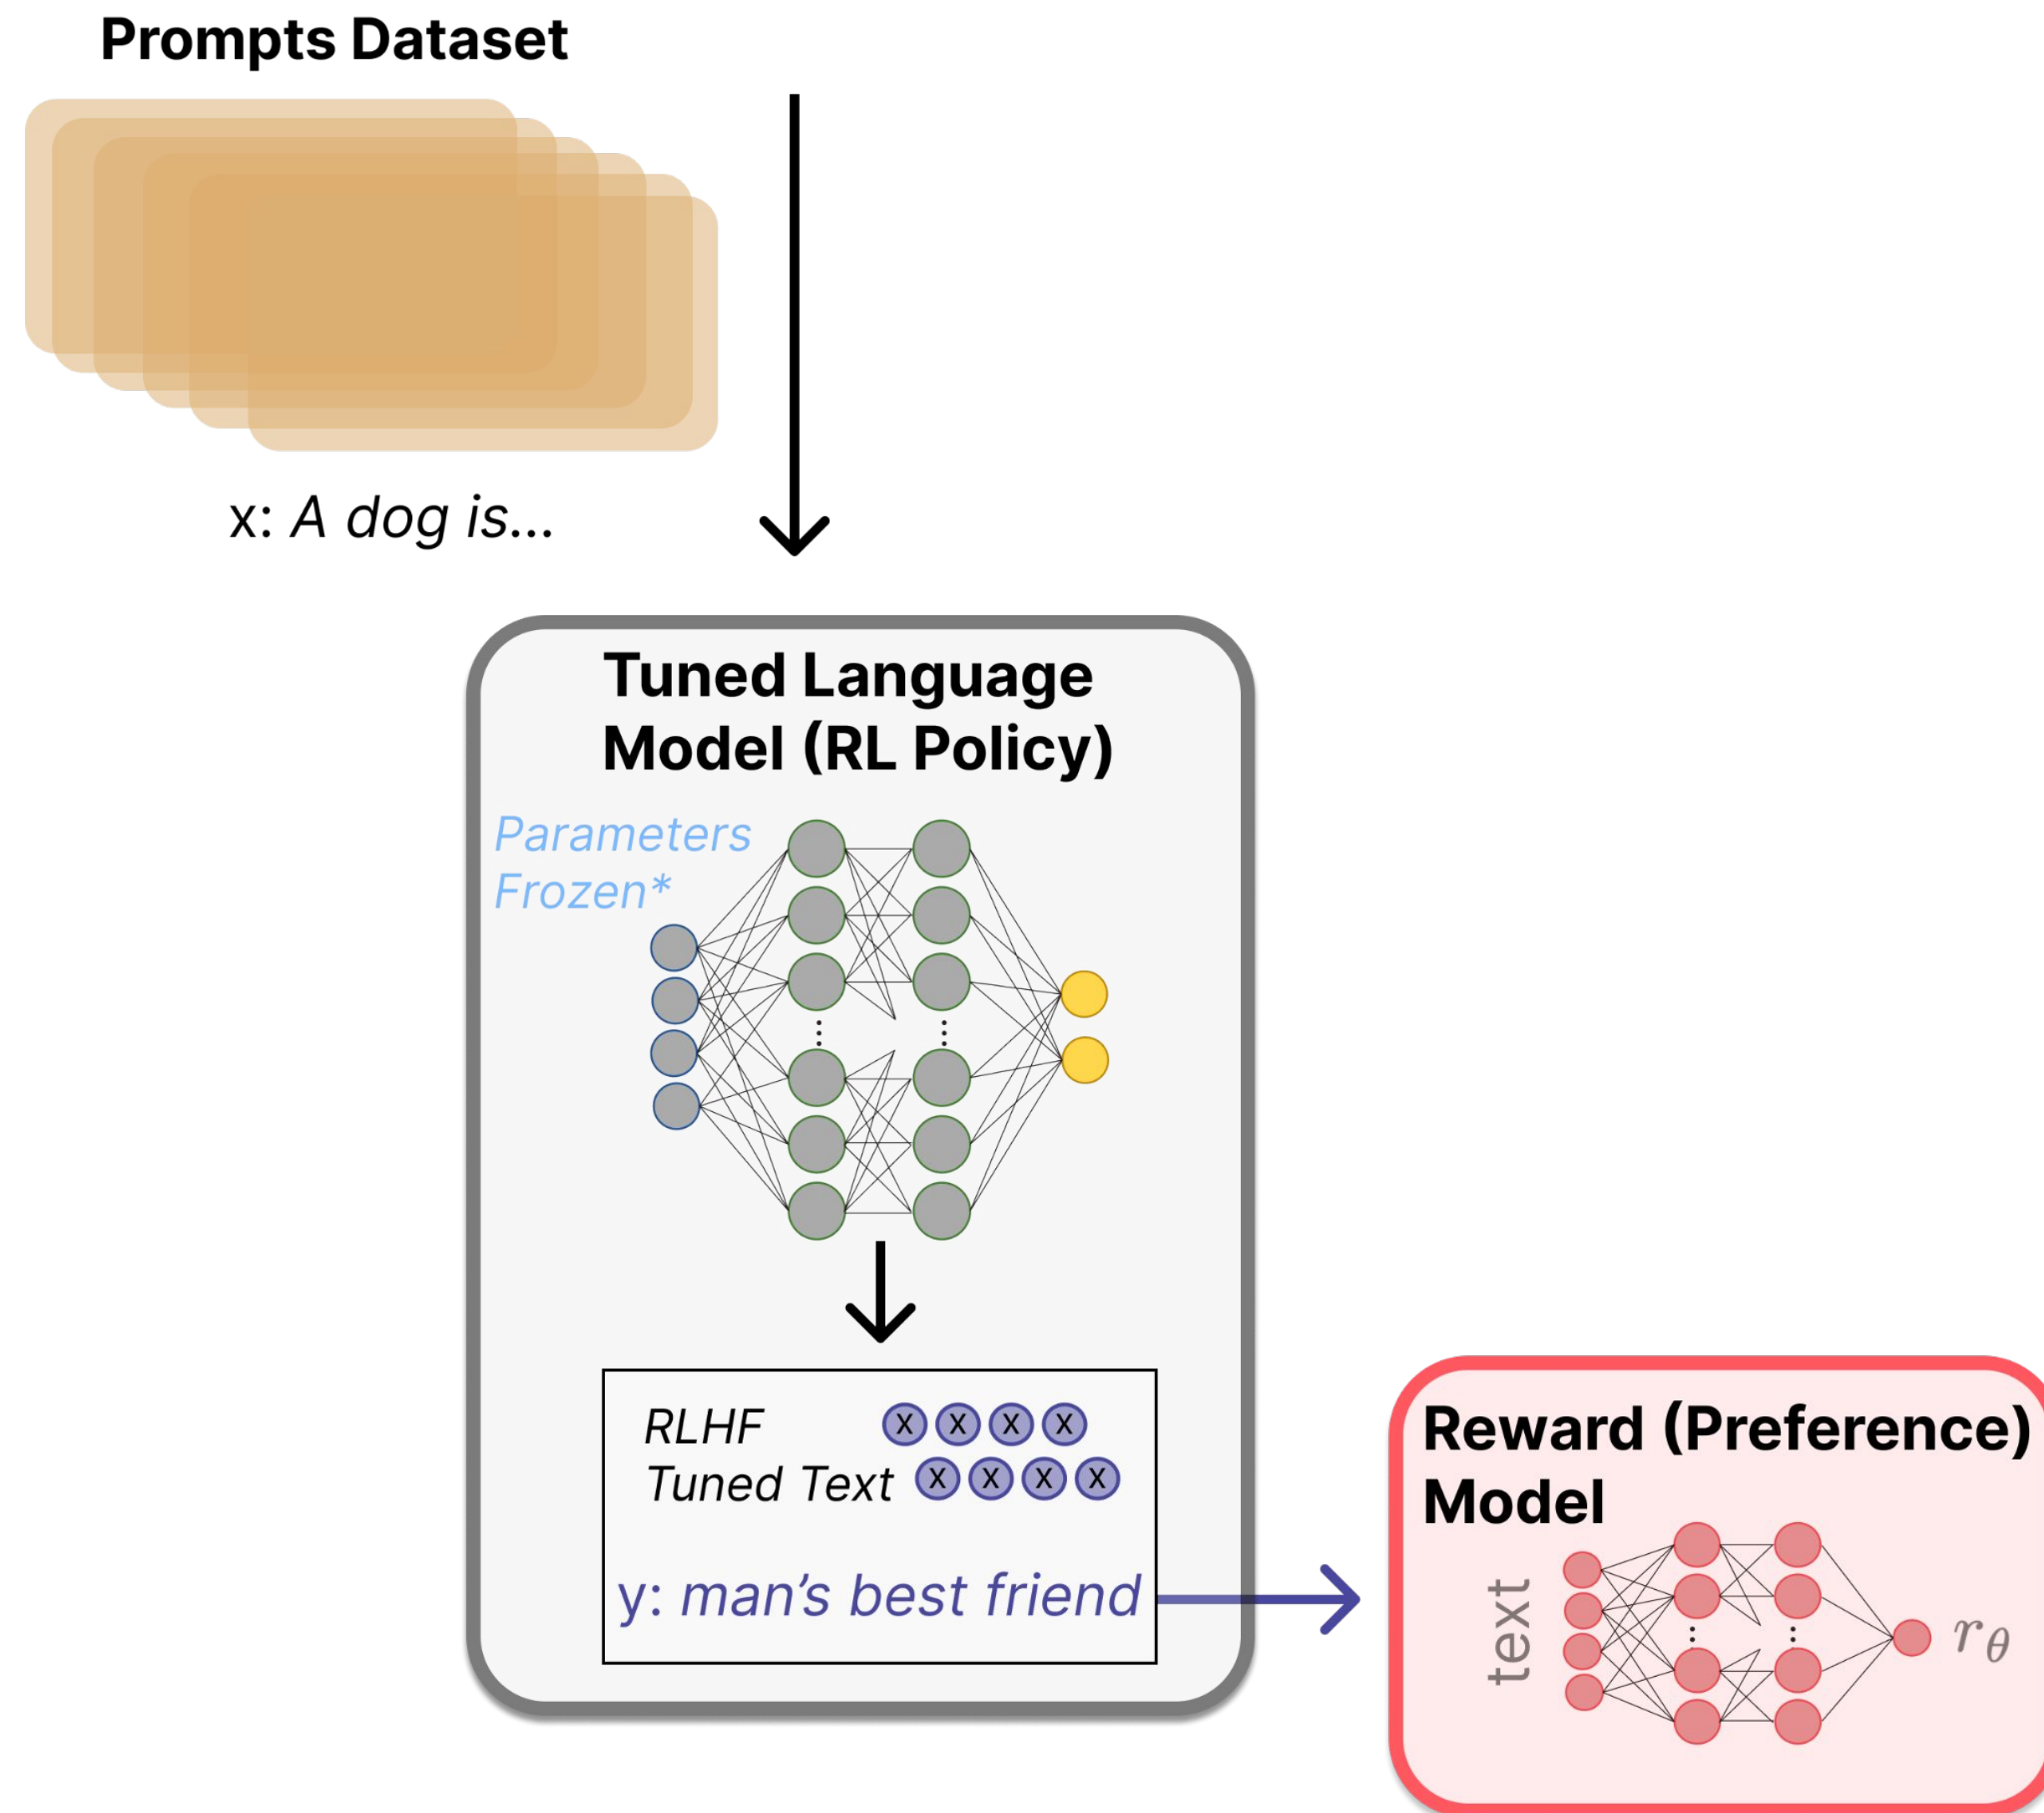 Prompts Dataset
x: A dog is...
Tuned Language
Model (RL Policy)
Parameters
Frozen*
RLHF
x x x x
Tuned Text
x x x x
y: man's best friend
Reward (Preference)
Model
text
rθ